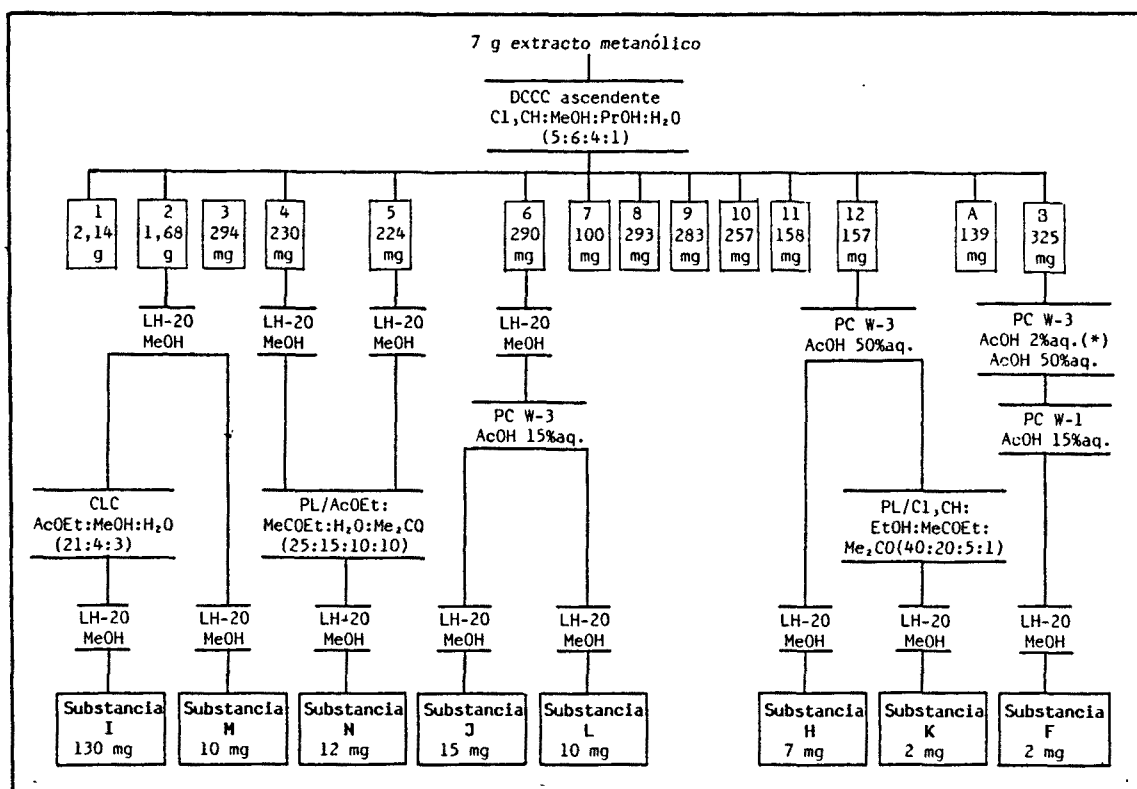 7 g extracto metanólico
DCCC ascendente
Cl,CH:MeOH:PrOH:H₂O
(5:6:4:1)
1
2,14
g
2
1,68
g
3
294
mg
4
230
mg
5
224
mg
6
290
mg
7
100
mg
8
293
mg
9
283
mg
10
257
mg
11
158
mg
12
157
mg
A
139
mg
B
325
mg
LH-20
MeOH
LH-20
MeOH
LH-20
MeOH
LH-20
MeOH
PC W-3
AcOH 50%aq.
PC W-3
AcOH 2%aq.(*)
AcOH 50%aq.
PC W-3
AcOH 15%aq.
PC W-1
AcOH 15%aq.
CLC
AcOEt:MeOH:H₂O
(21:4:3)
PL/AcOEt:
MeCOEt:H₂O:Me₂CO
(25:15:10:10)
PL/Cl,CH:
EtOH:MeCOEt:
Me₂CO(40:20:5:1)
LH-20
MeOH
LH-20
MeOH
LH-20
MeOH
LH-20
MeOH
LH-20
MeOH
LH-20
MeOH
LH-20
MeOH
LH-20
MeOH
Substancia
I
130 mg
Substancia
M
10 mg
Substancia
N
12 mg
Substancia
J
15 mg
Substancia
L
10 mg
Substancia
H
7 mg
Substancia
K
2 mg
Substancia
F
2 mg